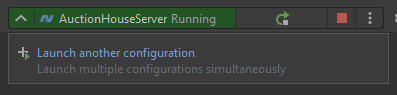 AuctionHouseServer Running
Launch another configuration
Launch multiple configurations simultaneously